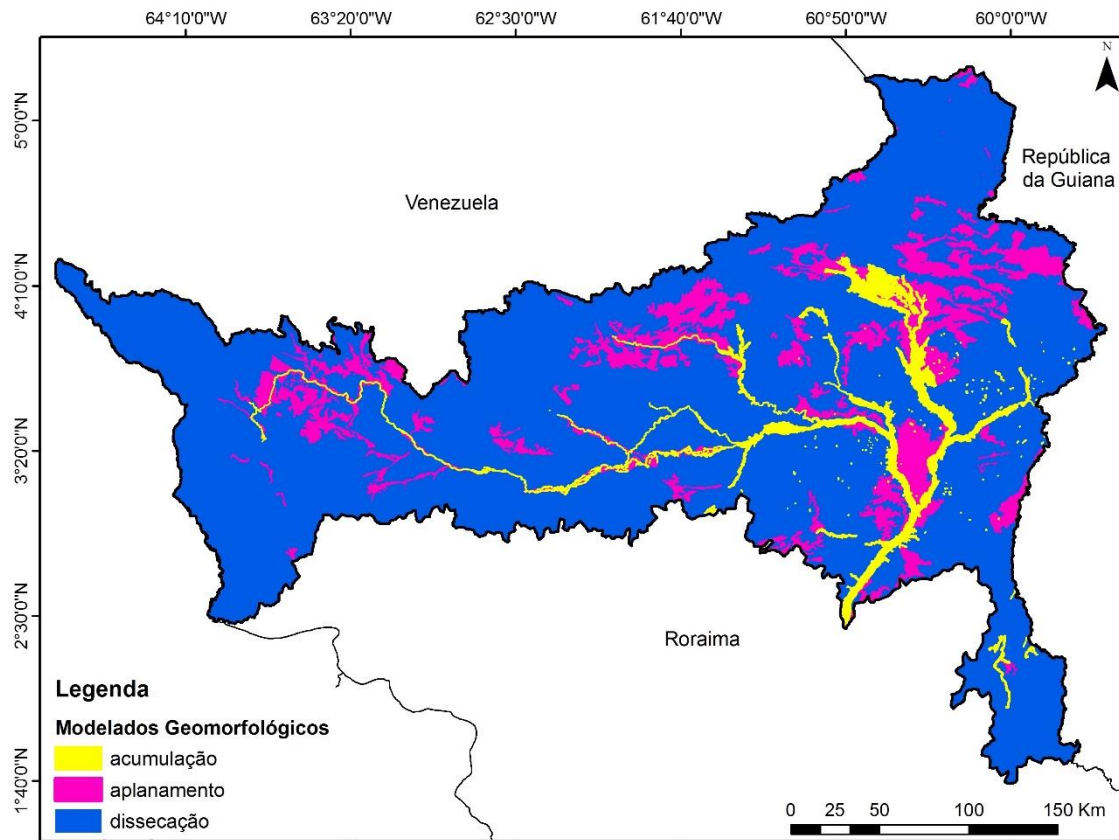 64°10'0"W 63°20'0"W 62°30'0"W 61°40'0"W 60°50'0"W 60°0'0"W
N
5°0'0"N
República
da Guiana
Venezuela
4°10'0"N
3°20'0"N
2°30'0"N
Roraima
Legenda
Modelados Geomorfológicos
acumulação
aplanamento
dissecação
1°40'0"N
0 25 50 100 150 Km